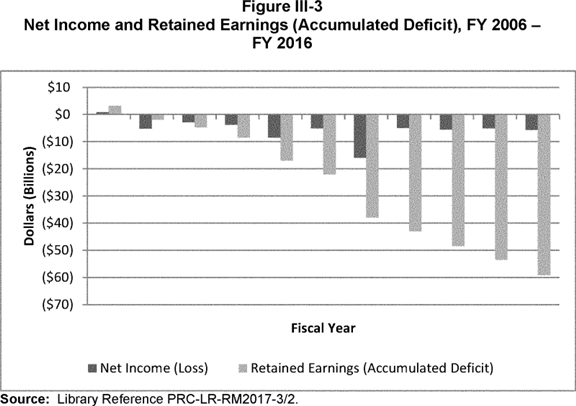 Figure III-3
Net Income and Retained Earnings (Accumulated Deficit), FY 2006 –
FY 2016
$10
$0
($10)
($20)
($30)
($40)
($50)
($60)
($70)
Dollars (Billions)
Fiscal Year
Net Income (Loss)
Retained Earnings (Accumulated Deficit)
Source: Library Reference PRC-LR-RM2017-3/2.